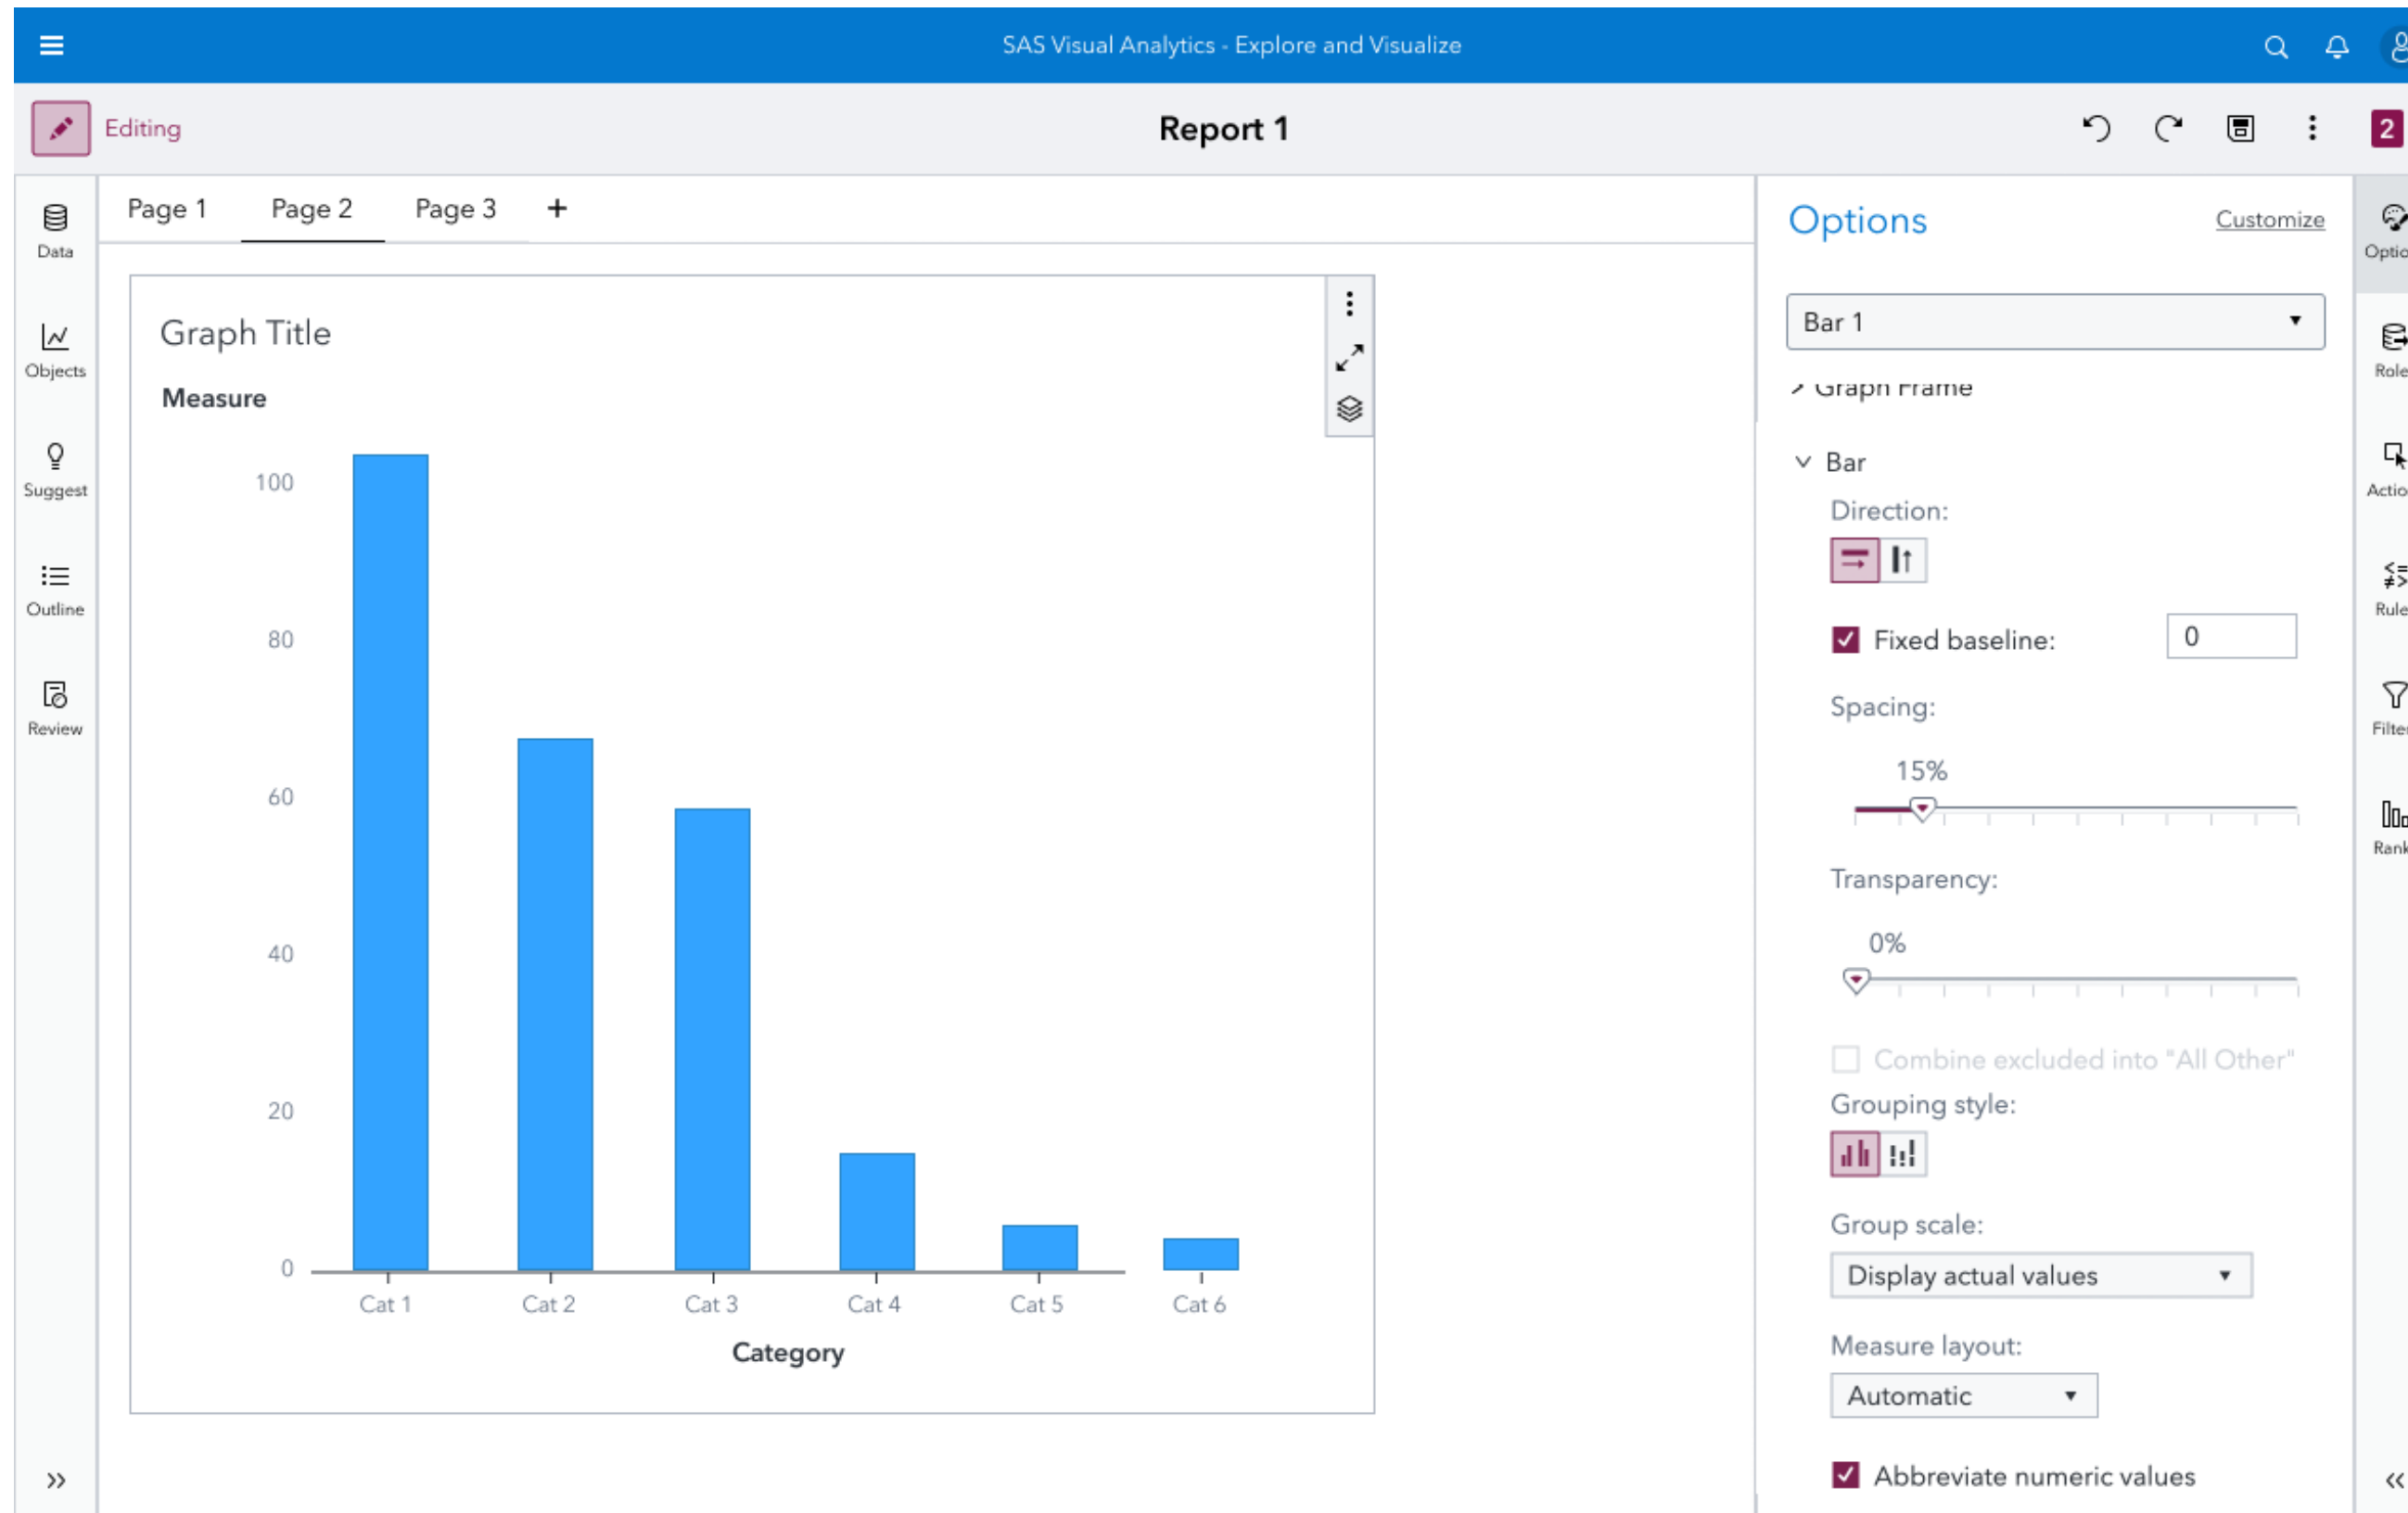 SAS Visual Analytics - Explore and Visualize
Editing
Report 1
2
Data
Objects
Suggest
Outline
Review
Page 1 Page 2 Page 3 +
Graph Title
Measure
100
80
60
40
20
0
Cat 1 Cat 2 Cat 3 Cat 4 Cat 5 Cat 6
Category
Options Customize
Bar 1
Graph Frame
Bar
Direction:
Fixed baseline: 0
Spacing:
15%
Transparency:
0%
Combine excluded into "All Other"
Grouping style:
Group scale:
Display actual values
Measure layout:
Automatic
Abbreviate numeric values